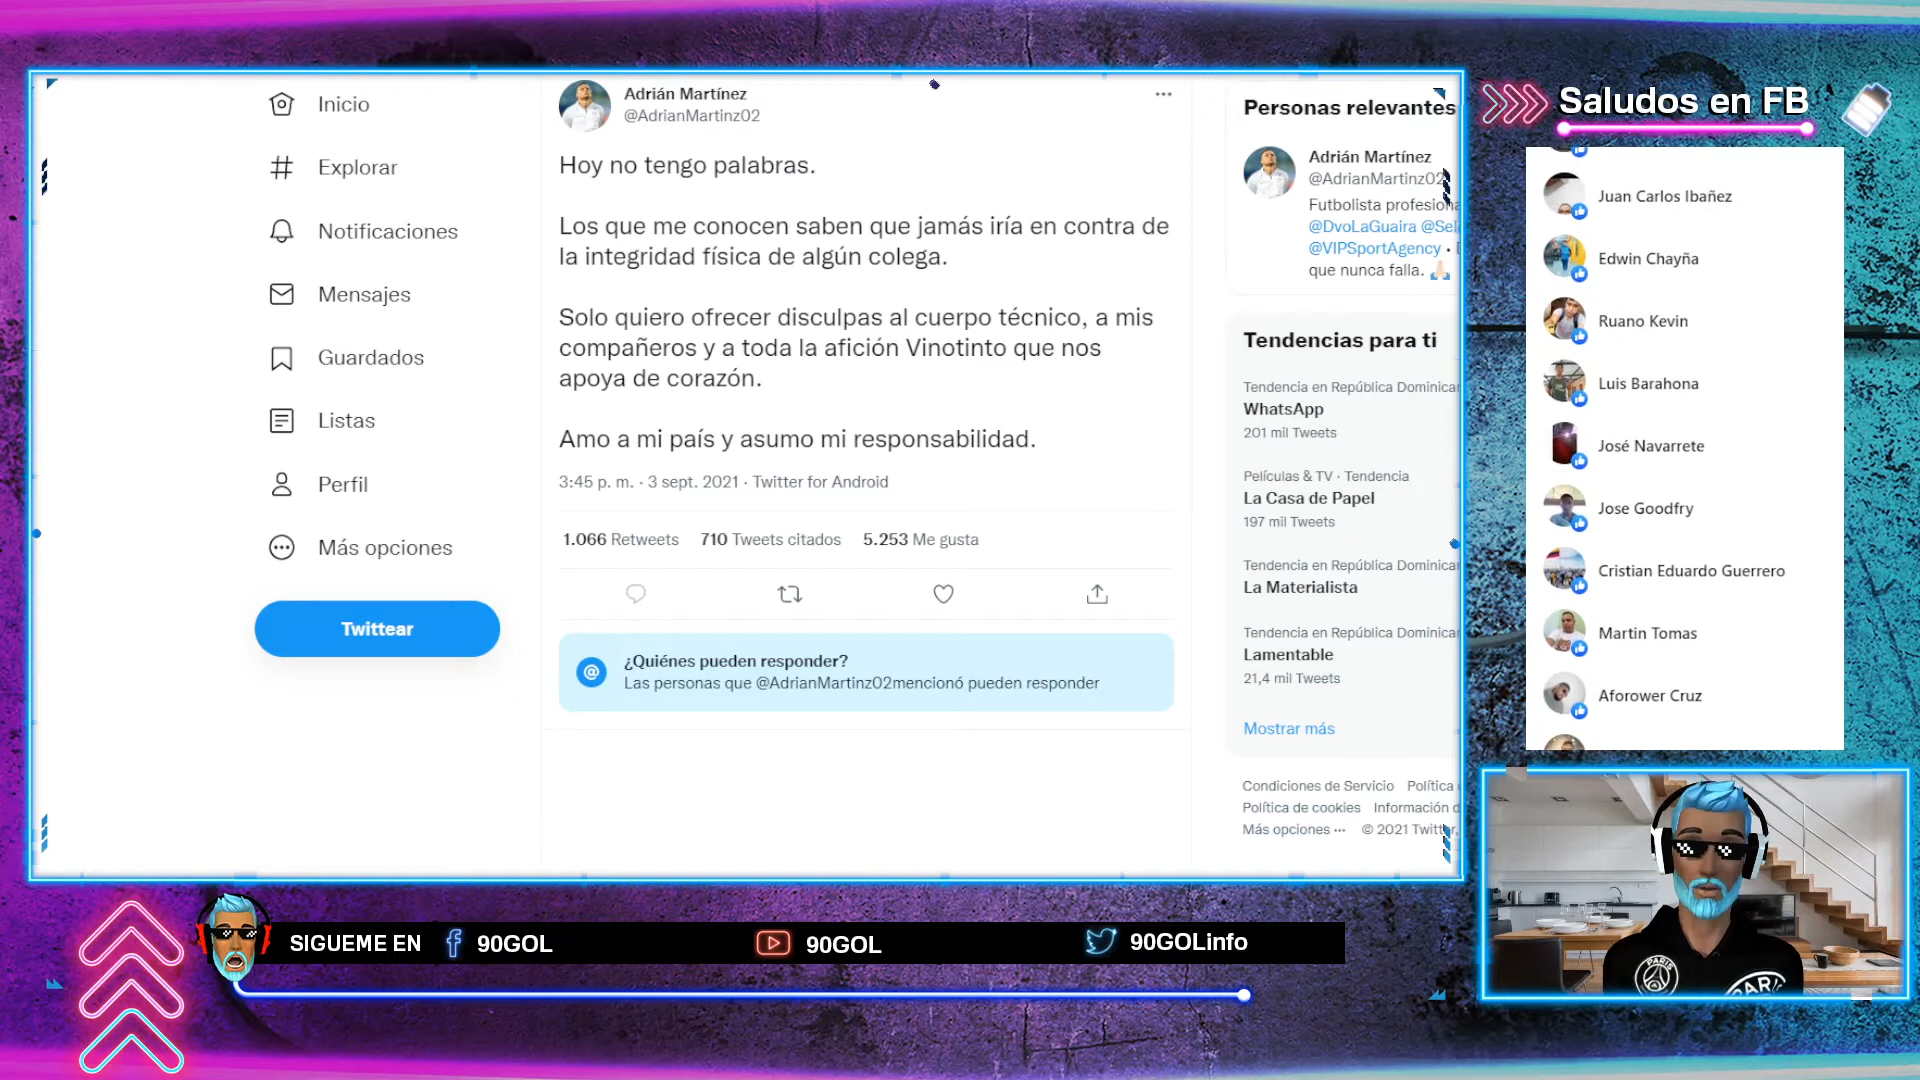 Inicio
Explorar
Notificaciones
Mensajes
Guardados
Listas
Perfil
Más opciones
Twittear
Adrián Martínez
@AdrianMartinz02
Hoy no tengo palabras.
Los que me conocen saben que jamás iría en contra de
la integridad física de algún colega.
Solo quiero ofrecer disculpas al cuerpo técnico, a mis
compañeros y a toda la afición Vinotinto que nos
apoya de corazón.
Amo a mi país y asumo mi responsabilidad.
3:45 p. m. · 3 sept. 2021 · Twitter for Android
1.066 Retweets 710 Tweets citados 5.253 Me gusta
¿Quiénes pueden responder?
Las personas que @AdrianMartinz02mencionó pueden responder
Personas relevantes
Adrián Martínez
@AdrianMartinz02
Futbolista profesiona
@DvoLaGuaira @Sel
@VIPSportAgency •
que nunca falla.
Tendencias para ti
Tendencia en República Dominicar
WhatsApp
201 mil Tweets
Películas & TV · Tendencia
La Casa de Papel
197 mil Tweets
Tendencia en República Dominicar
La Materialista
Tendencia en República Dominicar
Lamentable
21,4 mil Tweets
Mostrar más
Condiciones de Servicio Política
Política de cookies Información d
Más opciones ··· © 2021 Twitter,
Saludos en FB
Juan Carlos Ibañez
Edwin Chayña
Ruano Kevin
Luis Barahona
José Navarrete
Jose Goodfry
Cristian Eduardo Guerrero
Martin Tomas
Aforower Cruz
PARIS
PARIS
SIGUEME EN 90GOL 90GOL 90GOLinfo